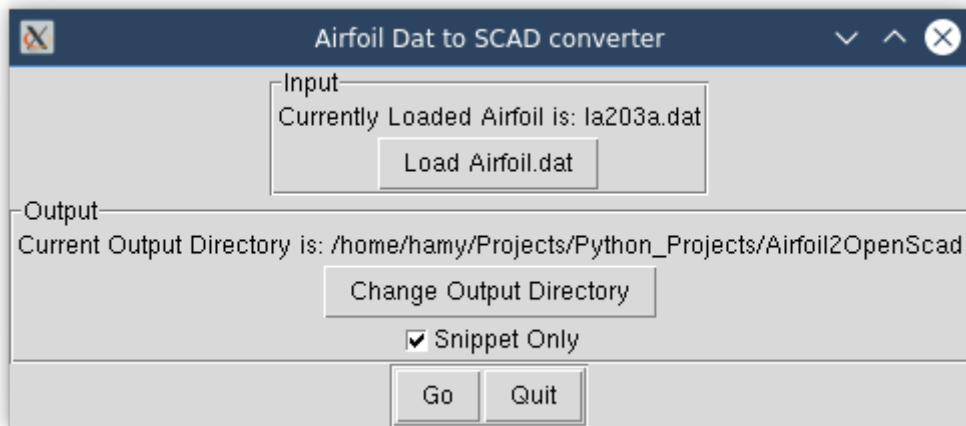 Airfoil Dat to SCAD converter
Input
Currently Loaded Airfoil is: la203a.dat
Load Airfoil.dat
Output
Current Output Directory is: /home/hamy/Projects/Python_Projects/Airfoil2OpenScad
Change Output Directory
Snippet Only
Go Quit